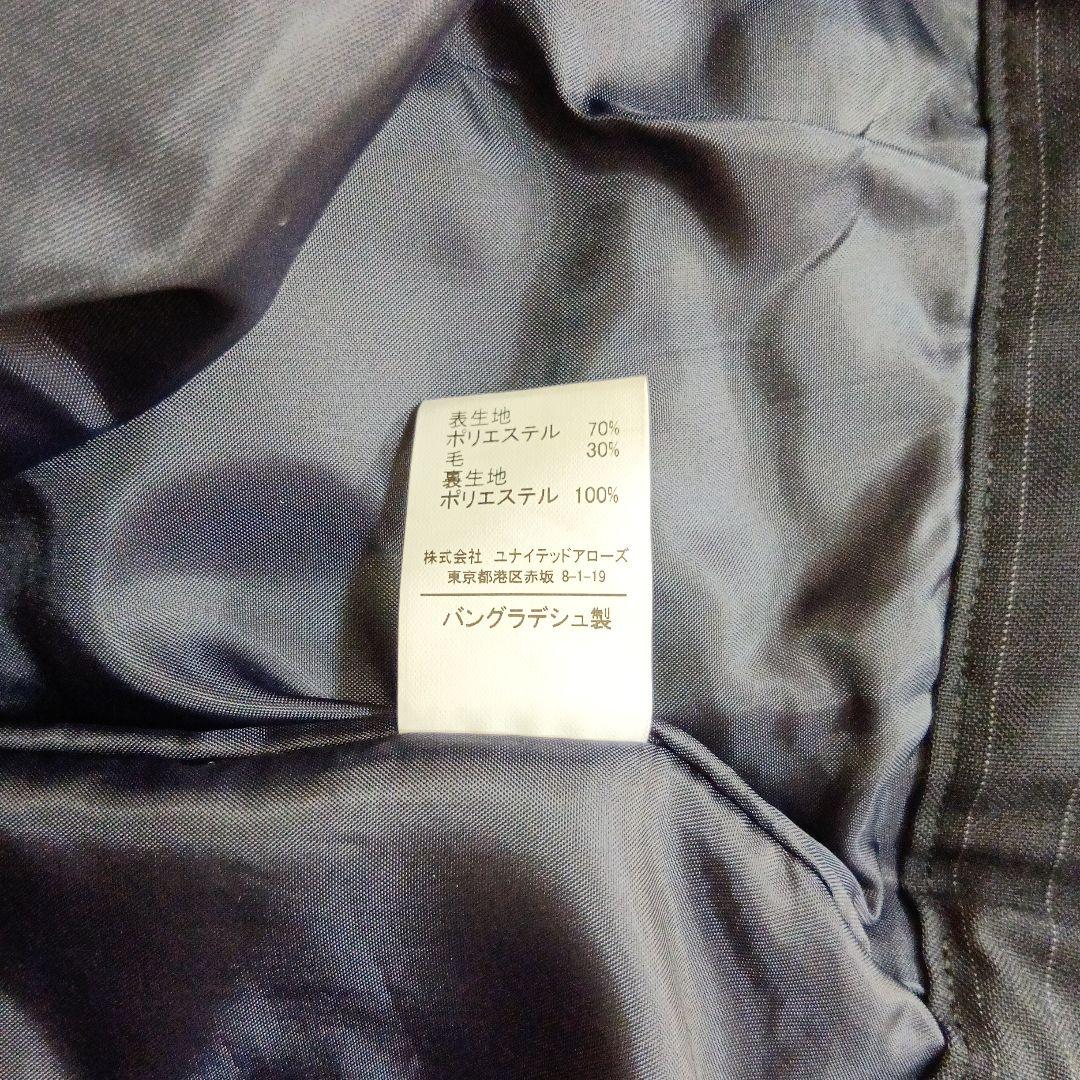 表生地
ポリエステル 70%
毛 30%
裏生地
ポリエステル 100%
株式会社 ユナイテッドアローズ
東京都港区赤坂 8-1-19
バングラデシュ製